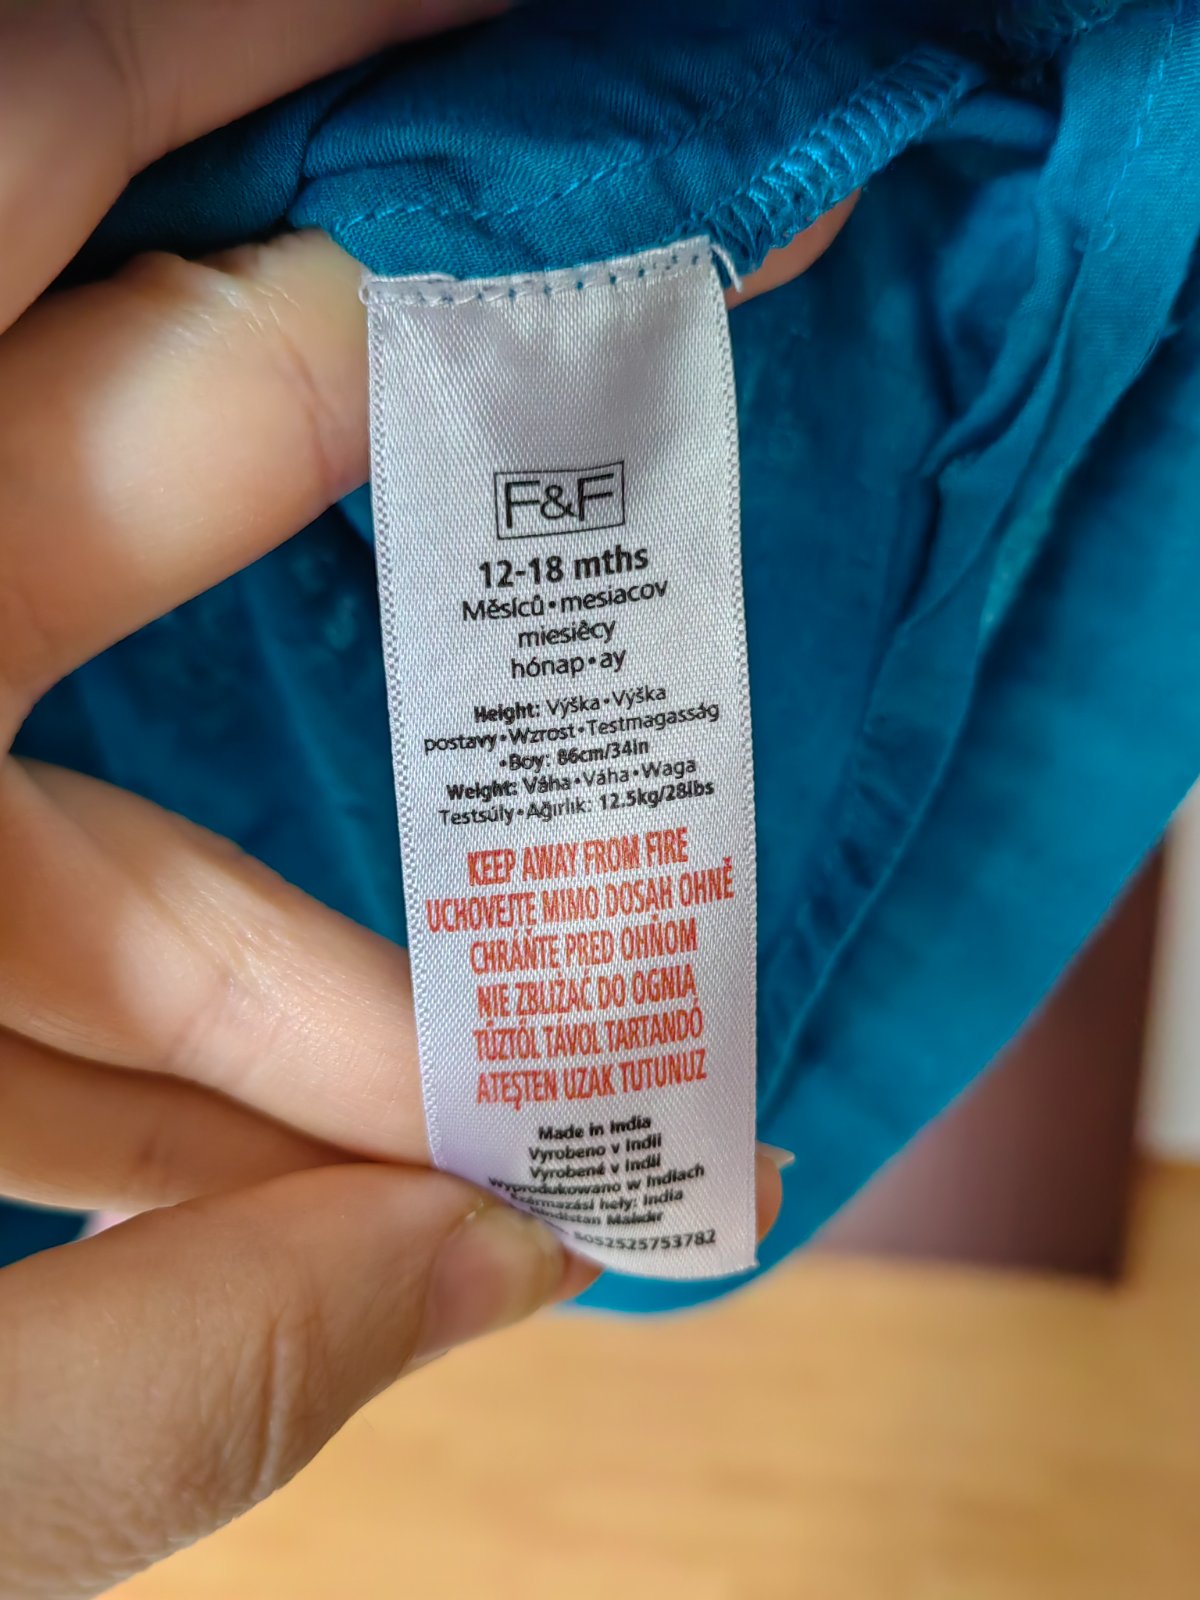 F&F
12-18 mths
Měsíců • mesiacov
miesięcy
hónap • ay
Height: Výška • Výška
postavy • Wzrost • Testmagasság
• Boy: 86cm/34in
Weight: Váha • Váha • Waga
Testsúly • Ağırlık: 12.5kg/28lbs
KEEP AWAY FROM FIRE
UCHOVEJTE MIMO DOSAH OHNĚ
CHRÁŇTE PRED OHŇOM
NIE ZBLIŻAĆ DO OGNIA
TŰZTŐL TÁVOL TARTANDÓ
ATEŞTEN UZAK TUTUNUZ
Made in India
Vyrobeno v Indii
Vyrobené v Indii
Wyprodukowano w Indiach
Származási hely: India
Hindistan Malıdır
5052525753782